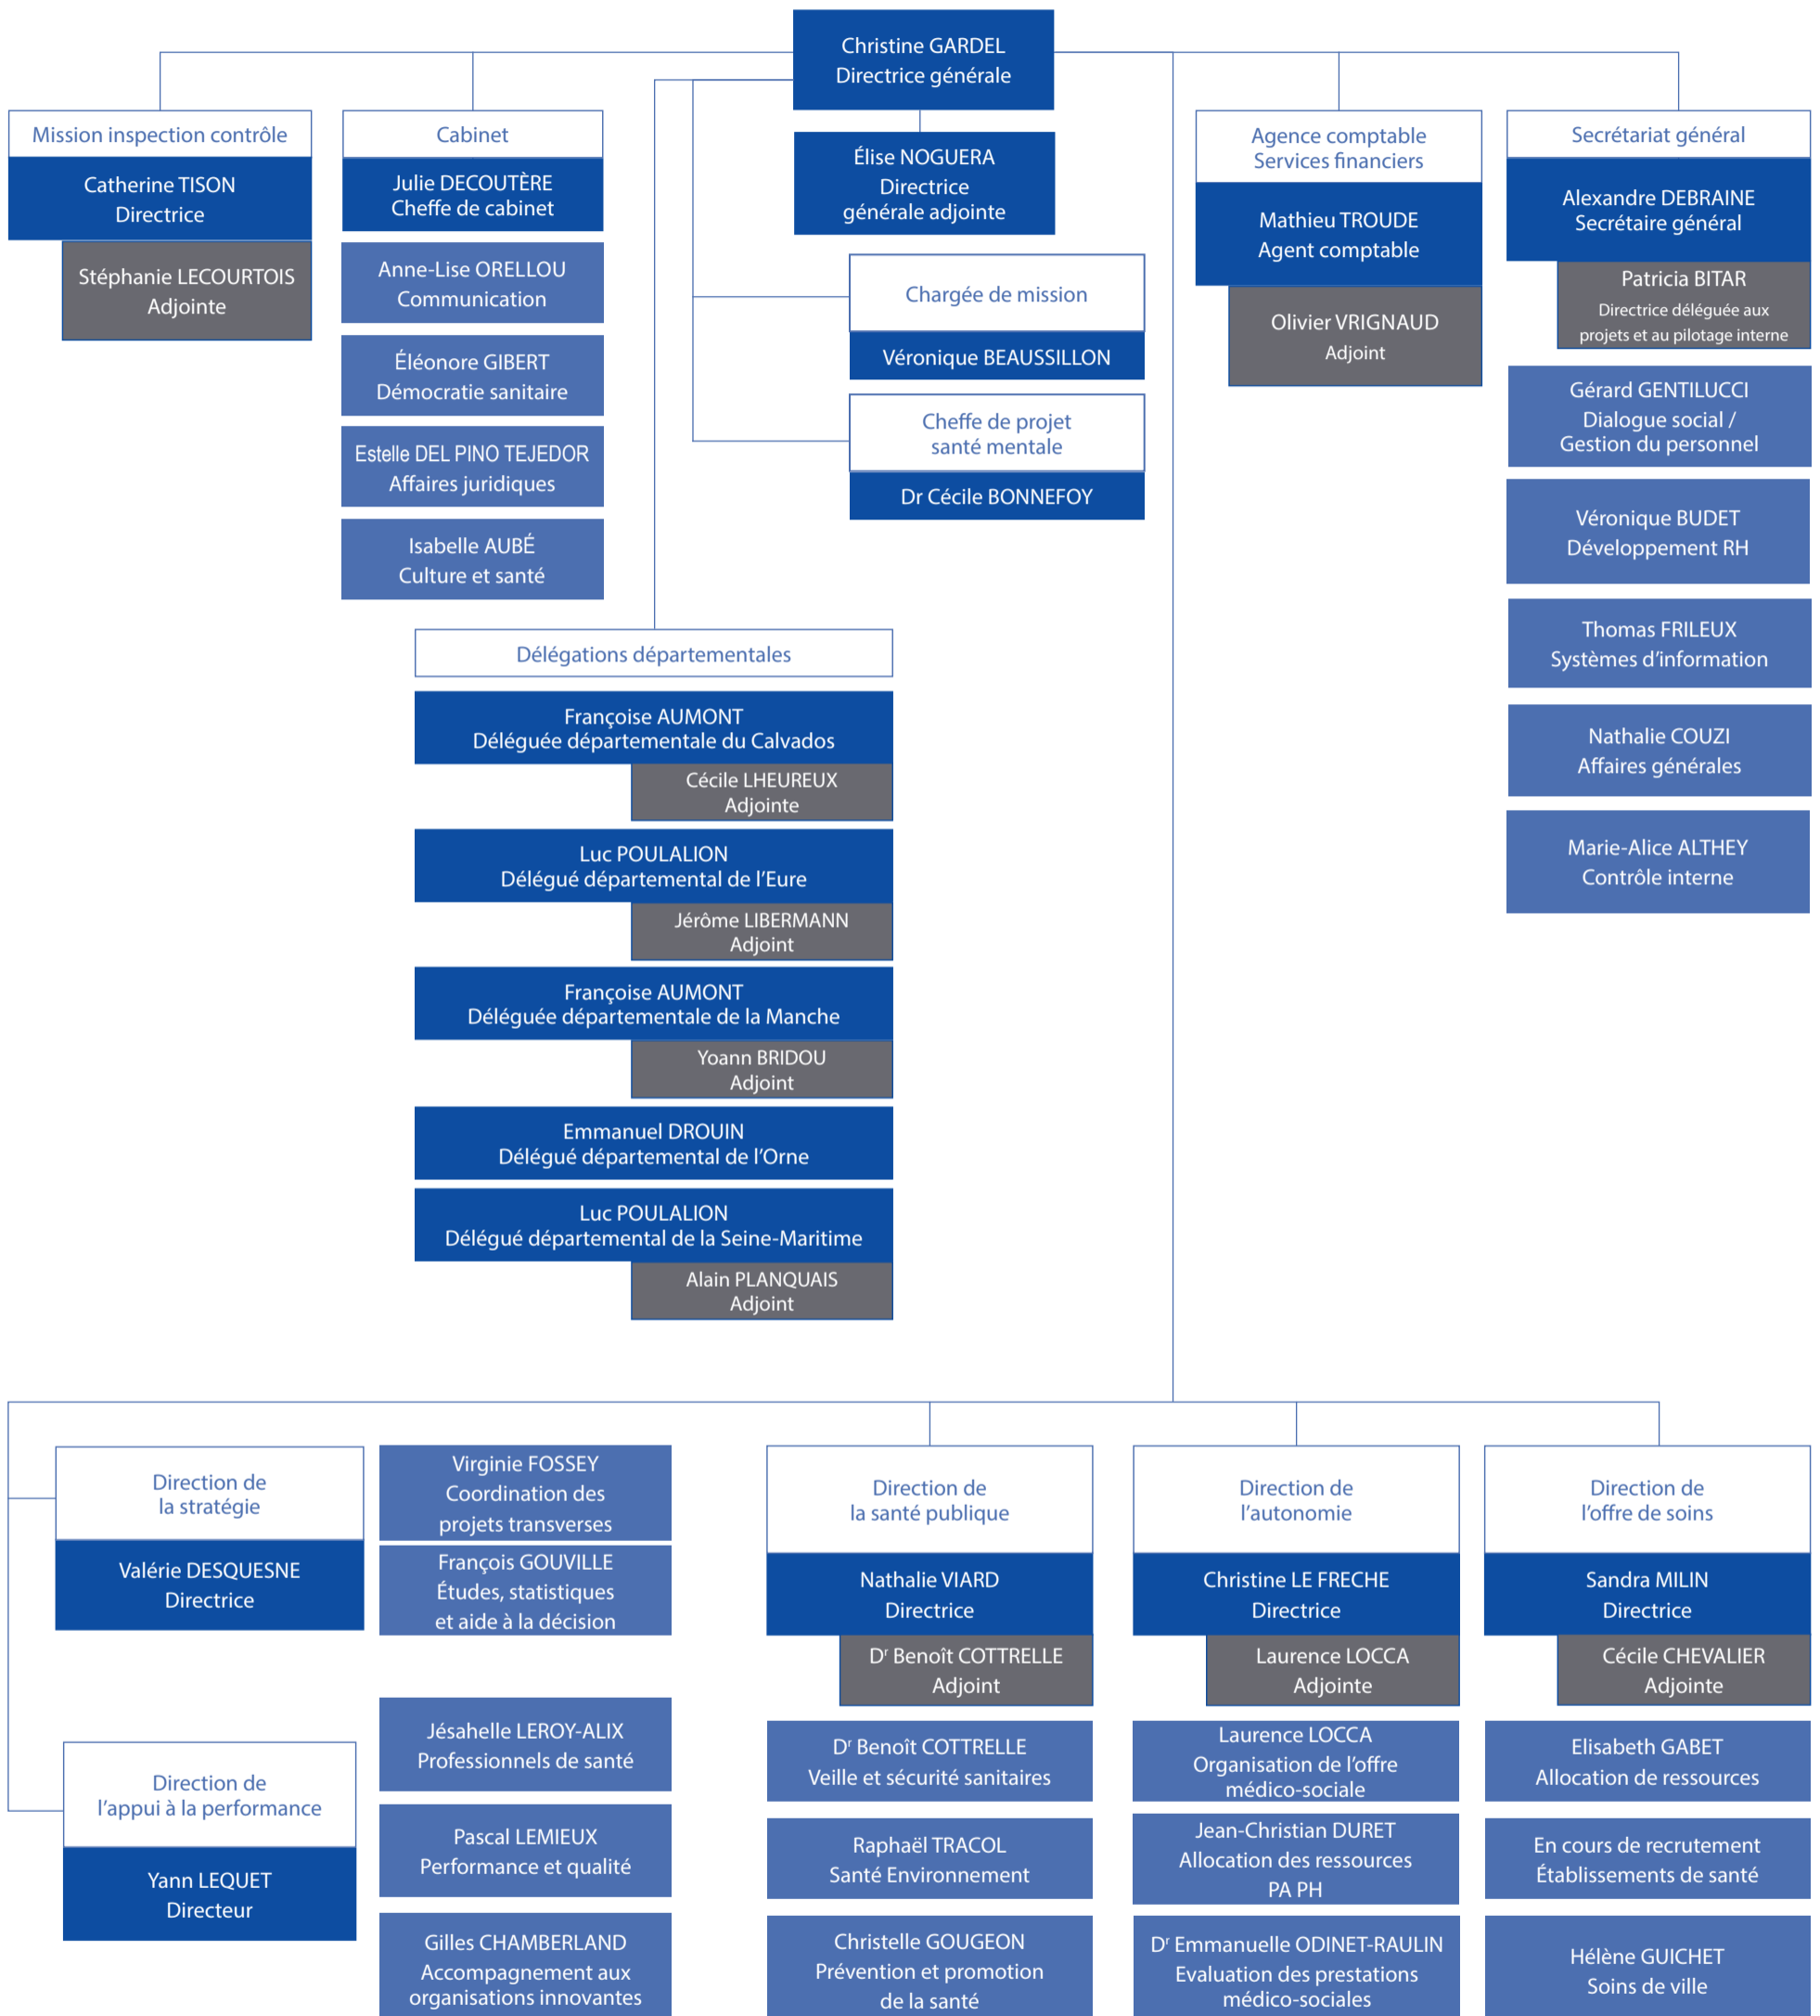 Christine GARDEL
Directrice générale
Mission inspection contrôle
Catherine TISON
Directrice
Stéphanie LECOURTOIS
Adjointe
Cabinet
Julie DECOUTÈRE
Cheffe de cabinet
Anne-Lise ORELLOU
Communication
Éléonore GIBERT
Démocratie sanitaire
Estelle DEL PINO TEJEDOR
Affaires juridiques
Isabelle AUBÉ
Culture et santé
Élise NOGUERA
Directrice
générale adjointe
Chargée de mission
Véronique BEAUSSILLON
Cheffe de projet
santé mentale
Dr Cécile BONNEFOY
Agence comptable
Services financiers
Mathieu TROUDE
Agent comptable
Olivier VRIGNAUD
Adjoint
Secrétariat général
Alexandre DEBRAINE
Secrétaire général
Patricia BITAR
Directrice déléguée aux
projets et au pilotage interne
Gérard GENTILUCCI
Dialogue social /
Gestion du personnel
Véronique BUDET
Développement RH
Thomas FRILEUX
Systèmes d'information
Nathalie COUZI
Affaires générales
Marie-Alice ALTHEY
Contrôle interne
Délégations départementales
Françoise AUMONT
Déléguée départementale du Calvados
Cécile LHEUREUX
Adjointe
Luc POULALION
Délégué départemental de l'Eure
Jérôme LIBERMANN
Adjoint
Françoise AUMONT
Déléguée départementale de la Manche
Yoann BRIDOU
Adjoint
Emmanuel DROUIN
Délégué départemental de l'Orne
Luc POULALION
Délégué départemental de la Seine-Maritime
Alain PLANQUAIS
Adjoint
Direction de
la stratégie
Valérie DESQUESNE
Directrice
Virginie FOSSEY
Coordination des
projets transverses
François GOUVILLE
Études, statistiques
et aide à la décision
Direction de
l'appui à la performance
Yann LEQUET
Directeur
Jésahelle LEROY-ALIX
Professionnels de santé
Pascal LEMIEUX
Performance et qualité
Gilles CHAMBERLAND
Accompagnement aux
organisations innovantes
Direction de
la santé publique
Nathalie VIARD
Directrice
Dr Benoît COTTRELLE
Adjoint
Dr Benoît COTTRELLE
Veille et sécurité sanitaires
Raphaël TRACOL
Santé Environnement
Christelle GOUGEON
Prévention et promotion
de la santé
Direction de
l'autonomie
Christine LE FRECHE
Directrice
Laurence LOCCA
Adjointe
Laurence LOCCA
Organisation de l'offre
médico-sociale
Jean-Christian DURET
Allocation des ressources
PA PH
Dr Emmanuelle ODINET-RAULIN
Evaluation des prestations
médico-sociales
Direction de
l'offre de soins
Sandra MILIN
Directrice
Cécile CHEVALIER
Adjointe
Elisabeth GABET
Allocation de ressources
En cours de recrutement
Établissements de santé
Hélène GUICHET
Soins de ville